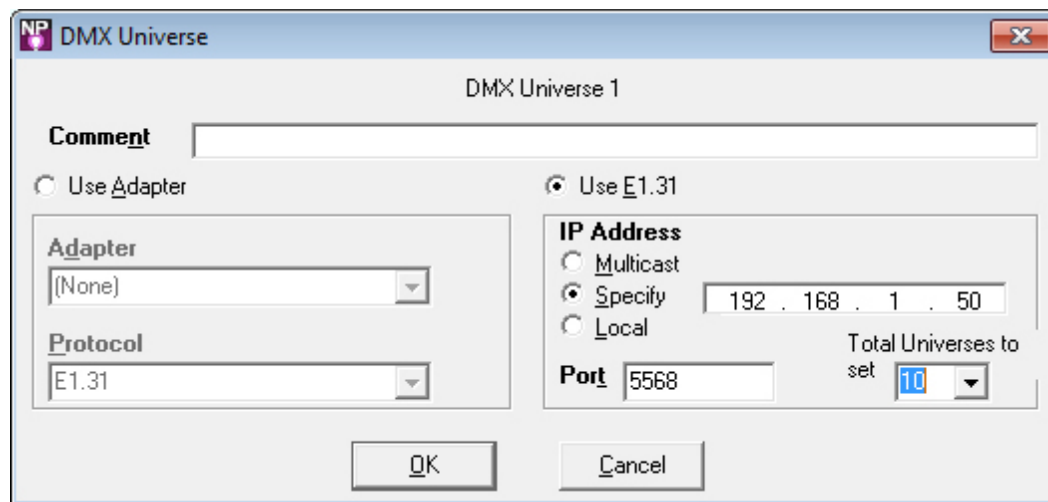 NP DMX Universe
DMX Universe 1
Comment
Use Adapter
Use E1.31
Adapter
(None)
Protocol
E1.31
IP Address
Multicast
Specify 192 . 168 . 1 . 50
Local
Total Universes to
set 10
Port 5568
OK
Cancel